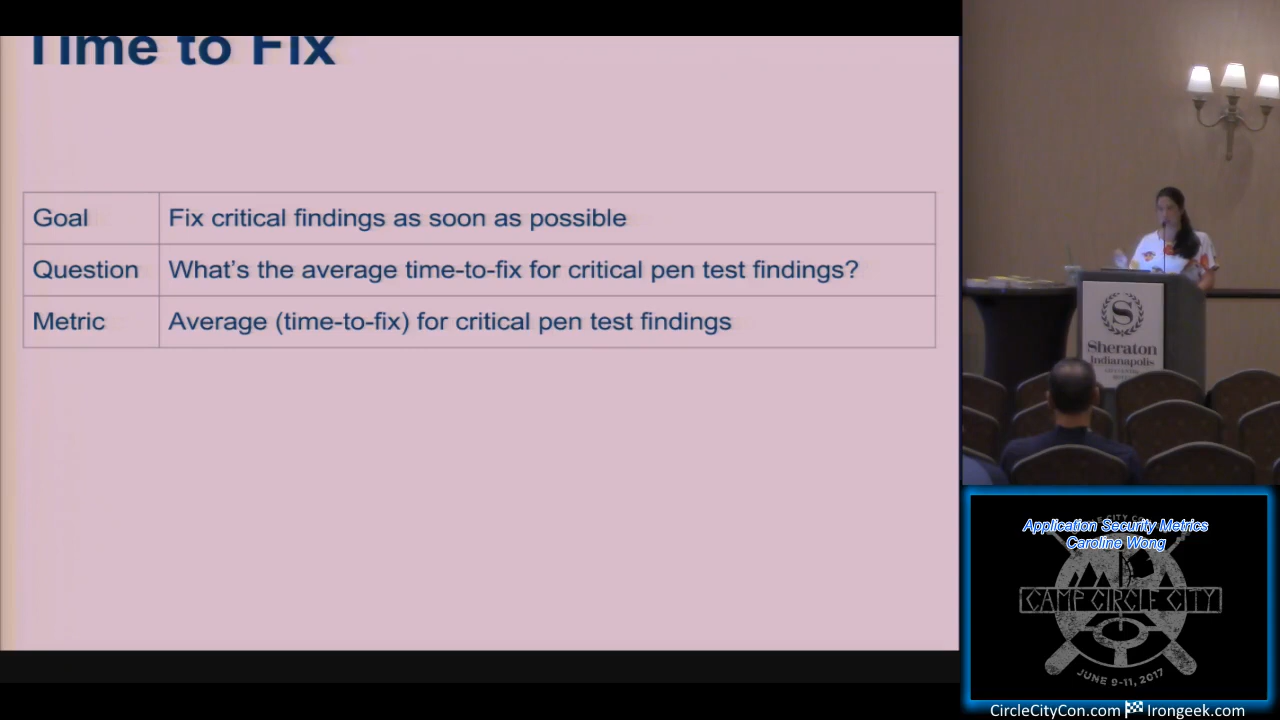 Time to Fix
Goal Fix critical findings as soon as possible
Question What's the average time-to-fix for critical pen test findings?
Metric Average (time-to-fix) for critical pen test findings
S
Sheraton
Indianapolis
Application Security Metrics
Caroline Wong
CAMP CIRCLE CITY
JUNE 9-11, 2017
CircleCityCon.com Irongeek.com